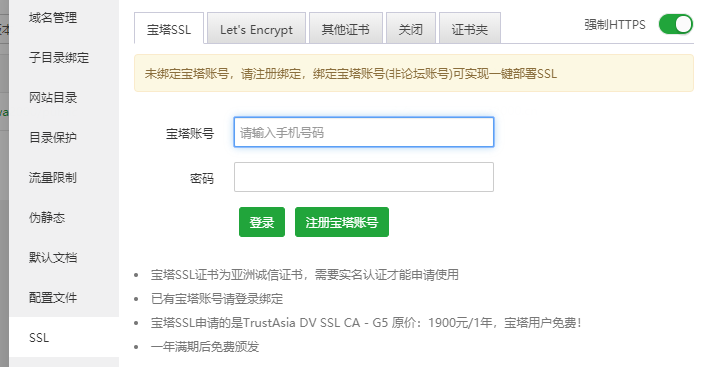 域名管理
宝塔SSL
Let's Encrypt
其他证书
关闭
证书夹
强制HTTPS
子目录绑定
未绑定宝塔账号，请注册绑定，绑定宝塔账号(非论坛账号)可实现一键部署SSL
网站目录
目录保护
宝塔账号
请输入手机号码
流量限制
密码
伪静态
登录
注册宝塔账号
默认文档
宝塔SSL证书为亚洲诚信证书，需要实名认证才能申请使用
配置文件
已有宝塔账号请登录绑定
宝塔SSL申请的是TrustAsia DV SSL CA - G5 原价：1900元/1年，宝塔用户免费！
SSL
一年满期后免费颁发